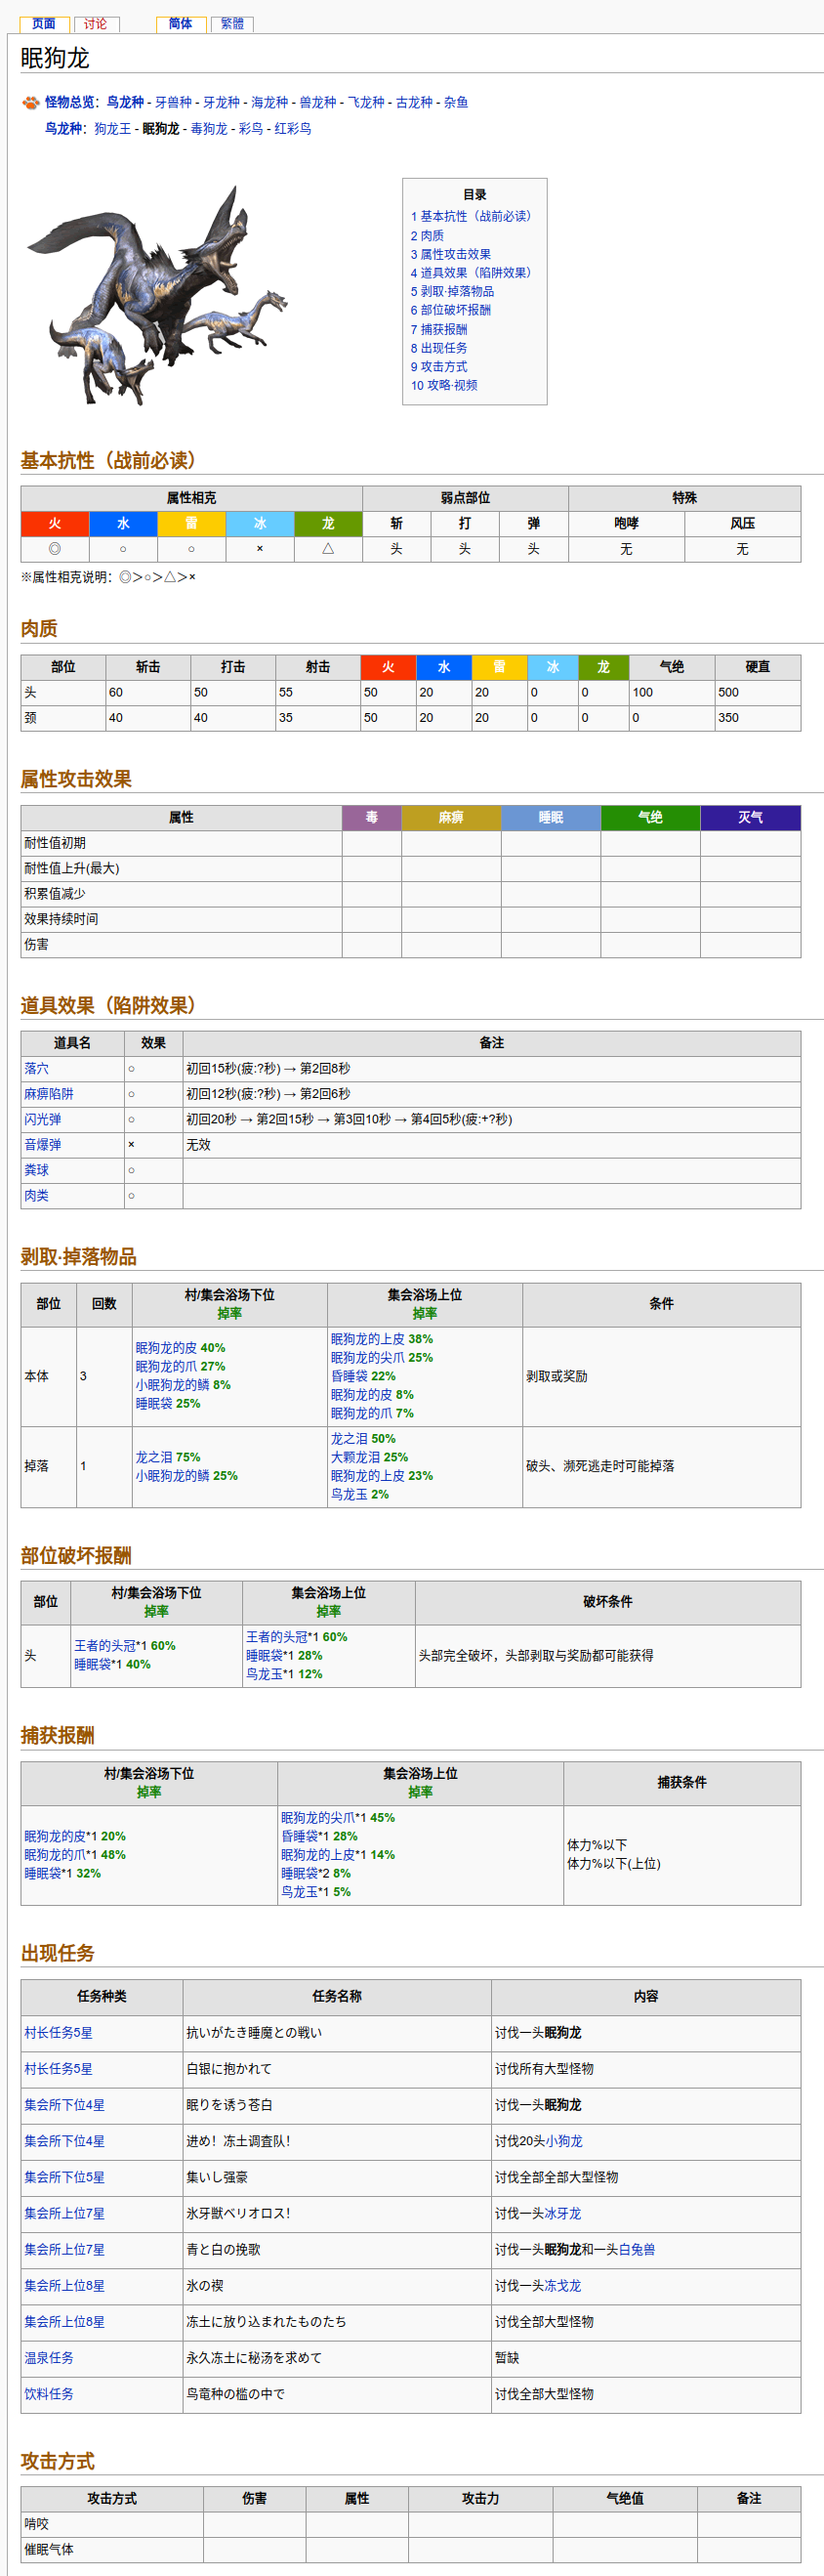 页面 讨论 简体 繁體
眠狗龙
怪物总览：鸟龙种 - 牙兽种 - 牙龙种 - 海龙种 - 兽龙种 - 飞龙种 - 古龙种 - 杂鱼
鸟龙种：狗龙王 - 眠狗龙 - 毒狗龙 - 彩鸟 - 红彩鸟
目录
1 基本抗性（战前必读）
2 肉质
3 属性攻击效果
4 道具效果（陷阱效果）
5 剥取·掉落物品
6 部位破坏报酬
7 捕获报酬
8 出现任务
9 攻击方式
10 攻略·视频
基本抗性（战前必读）
属性相克 弱点部位 特殊
火 水 雷 冰 龙 斩 打 弹 咆哮 风压
◎ ○ ○ × △ 头 头 头 无 无
※属性相克说明：◎＞○＞△＞×
肉质
部位 斩击 打击 射击 火 水 雷 冰 龙 气绝 硬直
头 60 50 55 50 20 20 0 0 100 500
颈 40 40 35 50 20 20 0 0 0 350
属性攻击效果
属性 毒 麻痹 睡眠 气绝 灭气
耐性值初期
耐性值上升(最大)
积累值减少
效果持续时间
伤害
道具效果（陷阱效果）
道具名 效果 备注
落穴 ○ 初回15秒(疲:?秒) → 第2回8秒
麻痹陷阱 ○ 初回12秒(疲:?秒) → 第2回6秒
闪光弹 ○ 初回20秒 → 第2回15秒 → 第3回10秒 → 第4回5秒(疲:+?秒)
音爆弹 × 无效
粪球 ○
肉类 ○
剥取·掉落物品
部位 回数 村/集会浴场下位 集会浴场上位 条件
掉率 掉率
本体 3 剥取或奖励
眠狗龙的皮 40%
眠狗龙的爪 27%
小眠狗龙的鳞 8%
睡眠袋 25%
眠狗龙的上皮 38%
眠狗龙的尖爪 25%
昏睡袋 22%
眠狗龙的皮 8%
眠狗龙的爪 7%
掉落 1 破头、濒死逃走时可能掉落
龙之泪 75%
小眠狗龙的鳞 25%
龙之泪 50%
大颗龙泪 25%
眠狗龙的上皮 23%
鸟龙玉 2%
部位破坏报酬
部位 村/集会浴场下位 集会浴场上位 破坏条件
掉率 掉率
头 头部完全破坏，头部剥取与奖励都可能获得
王者的头冠*1 60%
睡眠袋*1 40%
王者的头冠*1 60%
睡眠袋*1 28%
鸟龙玉*1 12%
捕获报酬
村/集会浴场下位 集会浴场上位 捕获条件
掉率 掉率
眠狗龙的皮*1 20%
眠狗龙的爪*1 48%
睡眠袋*1 32%
眠狗龙的尖爪*1 45%
昏睡袋*1 28%
眠狗龙的上皮*1 14%
睡眠袋*2 8%
鸟龙玉*1 5%
体力%以下
体力%以下(上位)
出现任务
任务种类 任务名称 内容
村长任务5星 抗いがたき睡魔との戦い 讨伐一头眠狗龙
村长任务5星 白银に抱かれて 讨伐所有大型怪物
集会所下位4星 眠りを诱う苍白 讨伐一头眠狗龙
集会所下位4星 进め！冻土调査队！ 讨伐20头小狗龙
集会所下位5星 集いし强豪 讨伐全部全部大型怪物
集会所上位7星 氷牙獣ベリオロス！ 讨伐一头冰牙龙
集会所上位7星 青と白の挽歌 讨伐一头眠狗龙和一头白兔兽
集会所上位8星 氷の禊 讨伐一头冻戈龙
集会所上位8星 冻土に放り込まれたものたち 讨伐全部大型怪物
温泉任务 永久冻土に秘汤を求めて 暂缺
饮料任务 鸟竜种の槛の中で 讨伐全部大型怪物
攻击方式
攻击方式 伤害 属性 攻击力 气绝值 备注
啃咬
催眠气体